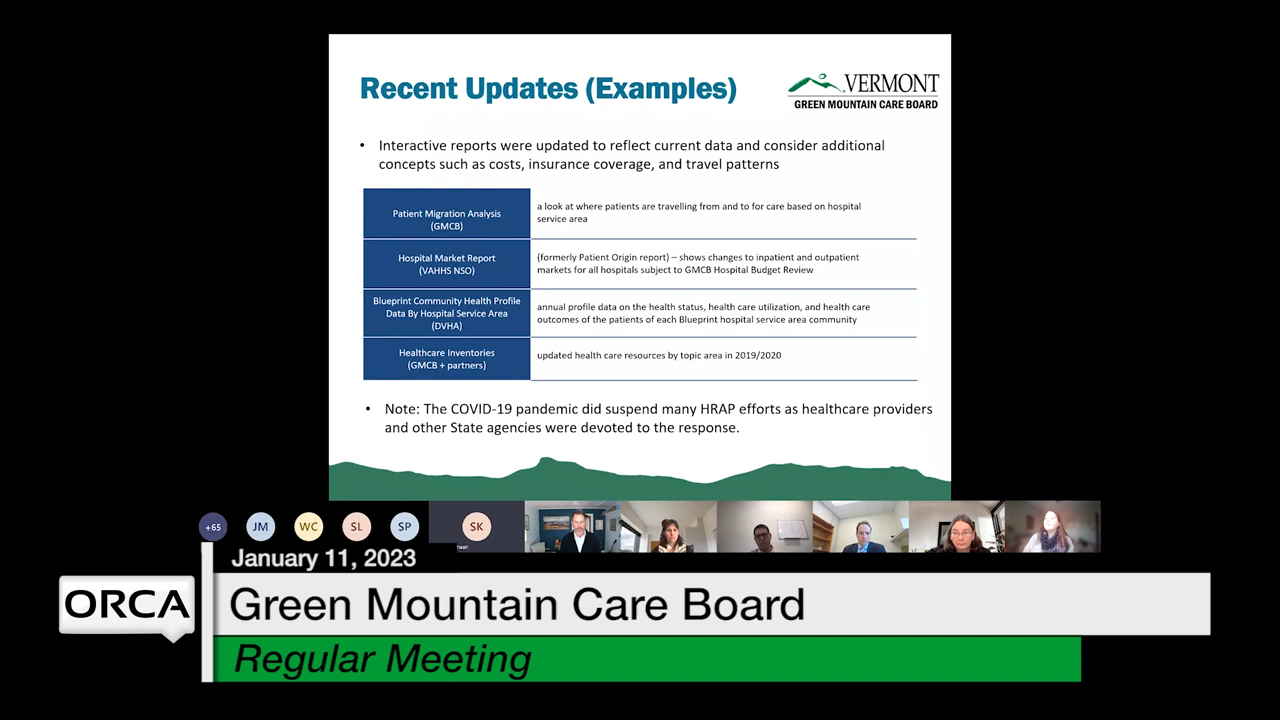 Recent Updates (Examples)
VERMONT
GREEN MOUNTAIN CARE BOARD
• Interactive reports were updated to reflect current data and consider additional
concepts such as costs, insurance coverage, and travel patterns
Patient Migration Analysis
(GMCB)
a look at where patients are travelling from and to for care based on hospital
service area
Hospital Market Report
(VAHHS NSO)
(formerly Patient Origin report) – shows changes to inpatient and outpatient
markets for all hospitals subject to GMCB Hospital Budget Review
Blueprint Community Health Profile
Data By Hospital Service Area
(DVHA)
annual profile data on the health status, health care utilization, and health care
outcomes of the patients of each Blueprint hospital service area community
Healthcare Inventories
(GMCB + partners)
updated health care resources by topic area in 2019/2020
• Note: The COVID-19 pandemic did suspend many HRAP efforts as healthcare providers
and other State agencies were devoted to the response.
+65
JM
WC
SL
SP
SK
January 11, 2023
ORCA
Green Mountain Care Board
Regular Meeting